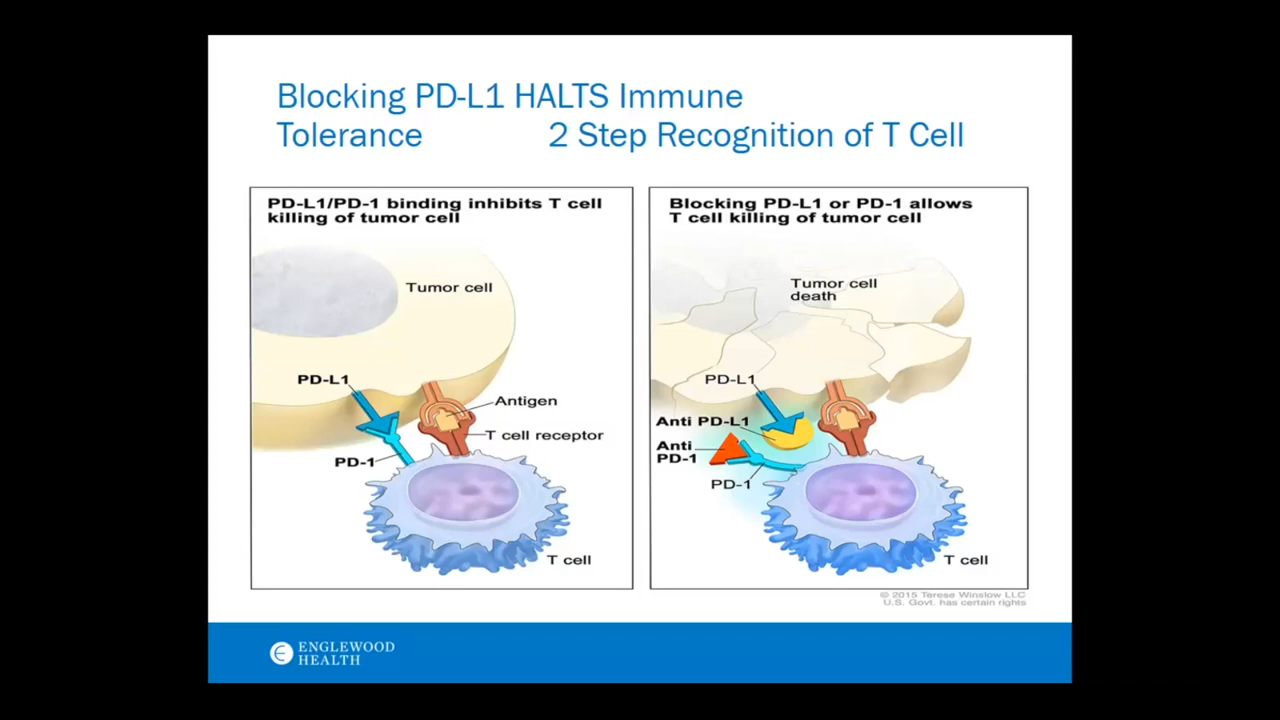 Blocking PD-L1 HALTS Immune
Tolerance 2 Step Recognition of T Cell
PD-L1/PD-1 binding inhibits T cell
killing of tumor cell
Tumor cell
PD-L1
Antigen
T cell receptor
PD-1
T cell
Blocking PD-L1 or PD-1 allows
T cell killing of tumor cell
Tumor cell
death
PD-L1
Anti PD-L1
Anti
PD-1
PD-1
T cell
© 2015 Terese Winslow LLC
U.S. Govt. has certain rights
ENGLEWOOD
HEALTH